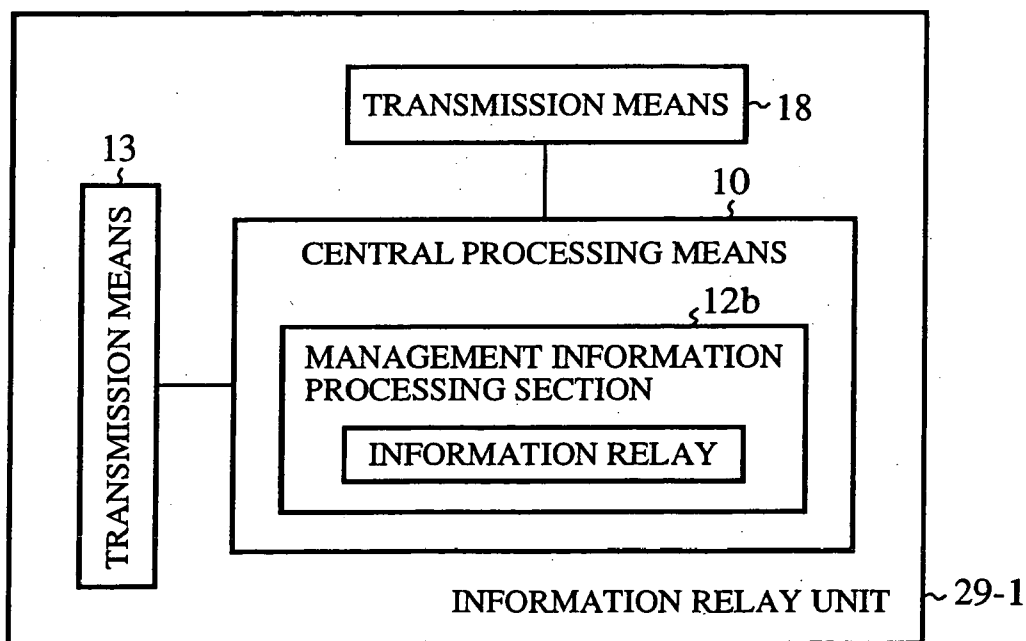 TRANSMISSION MEANS
18
13
10
TRANSMISSION MEANS
CENTRAL PROCESSING MEANS
12b
MANAGEMENT INFORMATION
PROCESSING SECTION
INFORMATION RELAY
INFORMATION RELAY UNIT
29-1